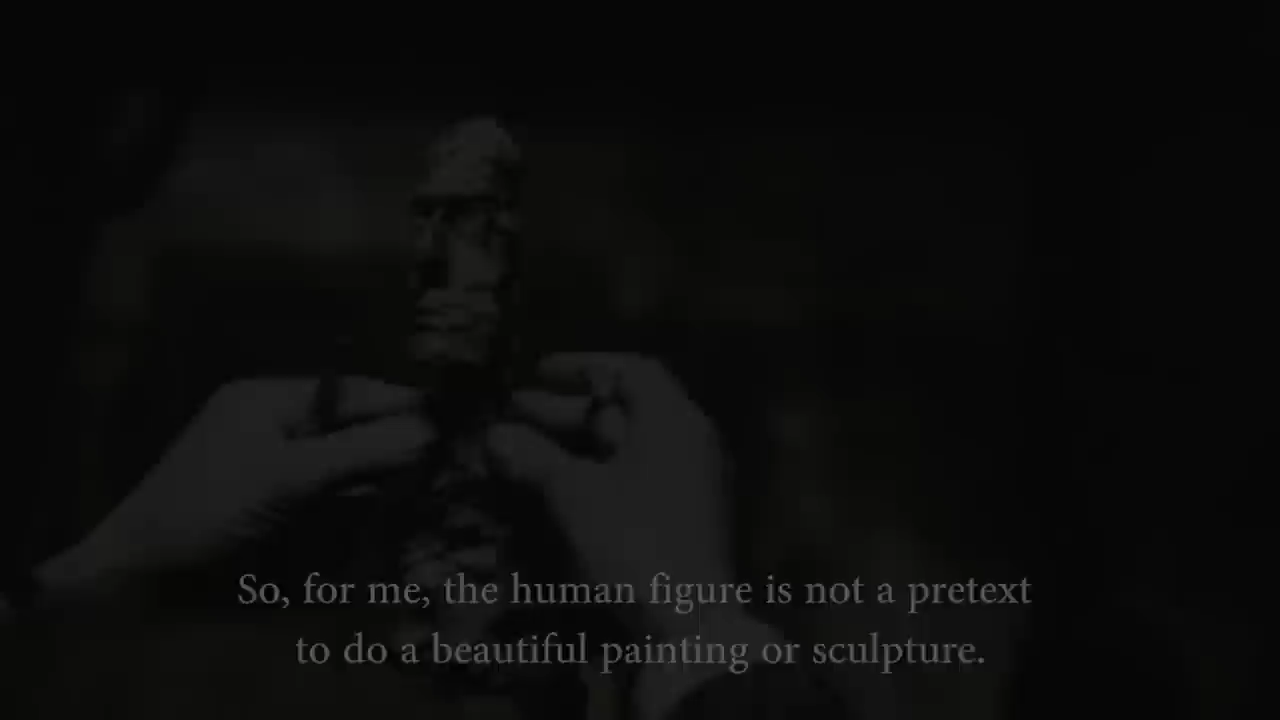 So, for me, the human figure is not a pretext
to do a beautiful painting or sculpture.